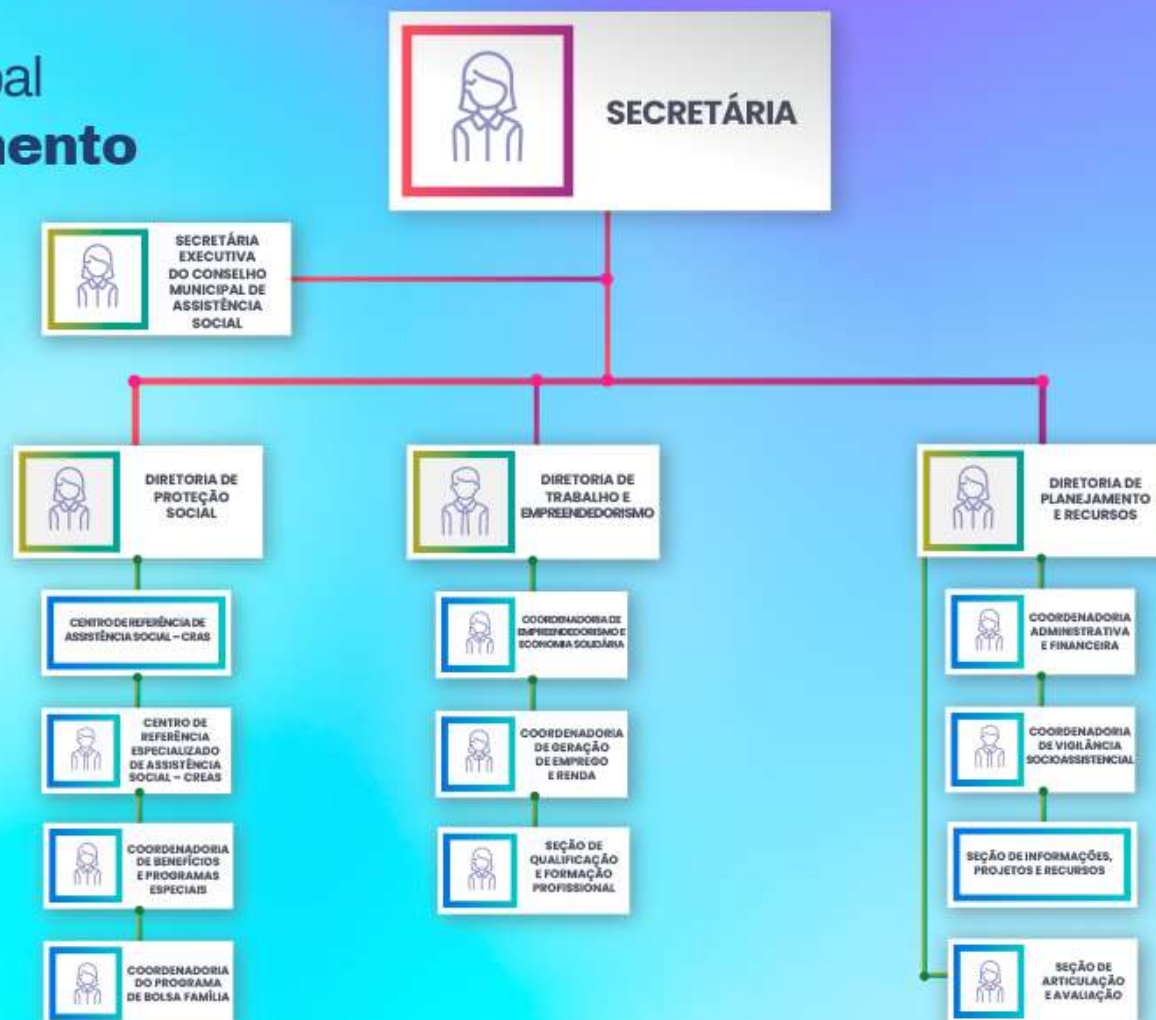 mento
SECRETÁRIA
SECRETÁRIA
EXECUTIVA
DO CONSELHO
MUNICIPAL DE
ASSISTÊNCIA
SOCIAL
DIRETORIA DE
PROTEÇÃO
SOCIAL
CENTRO DE REFERÊNCIA DE
ASSISTÊNCIA SOCIAL – CRAS
CENTRO DE
REFERÊNCIA
ESPECIALIZADO
DE ASSISTÊNCIA
SOCIAL – CREAS
COORDENADORIA
DE BENEFÍCIOS
E PROGRAMAS
ESPECIAIS
COORDENADORIA
DO PROGRAMA
DE BOLSA FAMÍLIA
DIRETORIA DE
TRABALHO E
EMPREENDEDORISMO
COORDENADORIA DE
EMPREENDEDORISMO E
ECONOMIA SOLIDÁRIA
COORDENADORIA
DE GERAÇÃO
DE EMPREGO
E RENDA
SEÇÃO DE
QUALIFICAÇÃO
E FORMAÇÃO
PROFISSIONAL
DIRETORIA DE
PLANEJAMENTO
E RECURSOS
COORDENADORIA
ADMINISTRATIVA
E FINANCEIRA
COORDENADORIA
DE VIGILÂNCIA
SOCIOASSISTENCIAL
SEÇÃO DE INFORMAÇÕES,
PROJETOS E RECURSOS
SEÇÃO DE
ARTICULAÇÃO
E AVALIAÇÃO